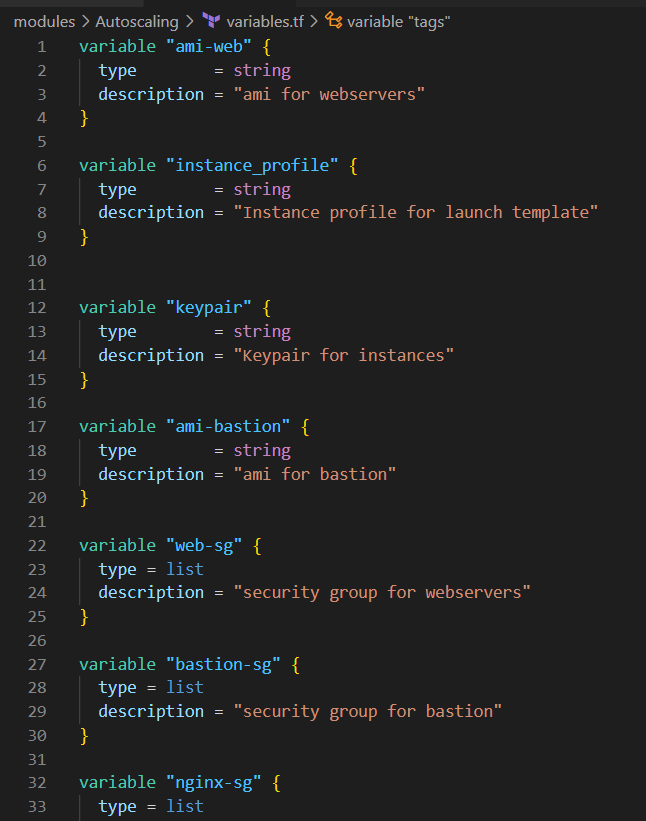 modules > Autoscaling > variables.tf > variable "tags"
1 variable "ami-web" {
2   type        = string
3   description = "ami for webservers"
4 }
5
6 variable "instance_profile" {
7   type        = string
8   description = "Instance profile for launch template"
9 }
10
11
12 variable "keypair" {
13   type        = string
14   description = "Keypair for instances"
15 }
16
17 variable "ami-bastion" {
18   type        = string
19   description = "ami for bastion"
20 }
21
22 variable "web-sg" {
23   type = list
24   description = "security group for webservers"
25 }
26
27 variable "bastion-sg" {
28   type = list
29   description = "security group for bastion"
30 }
31
32 variable "nginx-sg" {
33   type = list